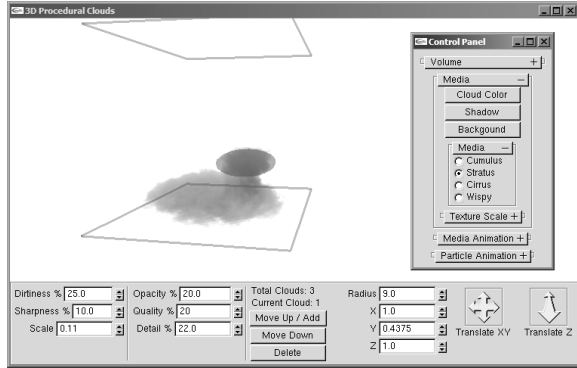 3D Procedural Clouds
Control Panel
Volume +
Media –
Cloud Color
Shadow
Backgound
Media –
Cumulus
Stratus
Cirrus
Wispy
Texture Scale +
Media Animation +
Particle Animation +
Dirtiness % 25.0
Sharpness % 10.0
Scale 0.11
Opacity % 20.0
Quality % 20
Detail % 22.0
Total Clouds: 3
Current Cloud: 1
Move Up / Add
Move Down
Delete
Radius 9.0
X 1.0
Y 0.4375
Z 1.0
Translate XY
Translate Z